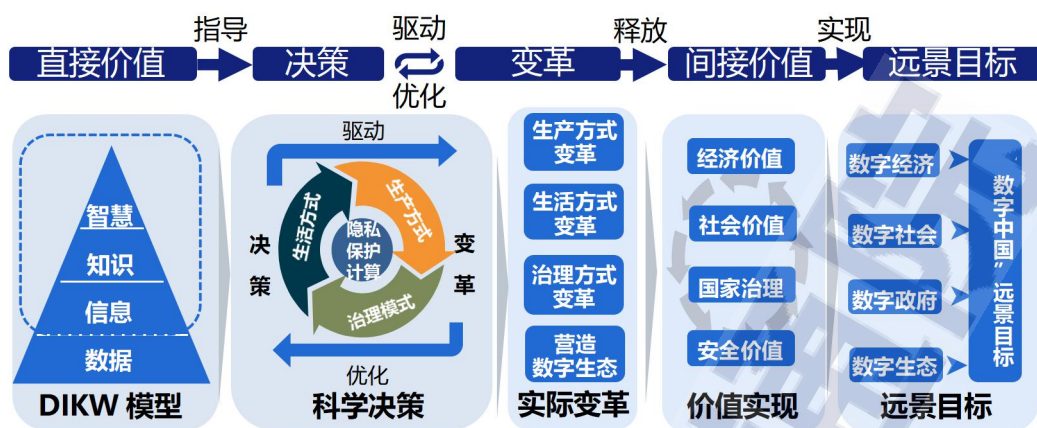 指导
驱动
释放
实现
直接价值
决策
变革
间接价值
远景目标
优化
智慧
知识
信息
数据
DIKW 模型
驱动
决策
生活方式
生产方式
治理模式
隐私
保护
计算
变革
优化
科学决策
生产方式
变革
生活方式
变革
治理方式
变革
营造
数字生态
实际变革
经济价值
社会价值
国家治理
安全价值
价值实现
数字经济
数字社会
数字政府
数字生态
数字中国”远景目标
远景目标